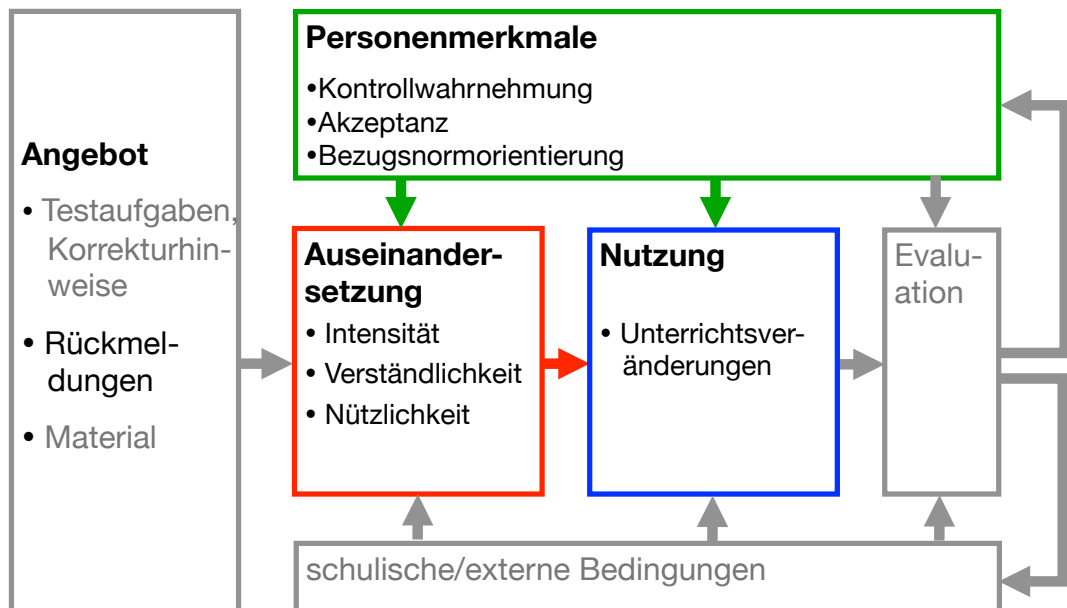 Personenmerkmale
•Kontrollwahrnehmung
•Akzeptanz
•Bezugsnormorientierung
Angebot
• Testaufgaben,
Korrekturhin-
weise
• Rückmel-
dungen
• Material
Auseinander-
setzung
• Intensität
• Verständlichkeit
• Nützlichkeit
Nutzung
• Unterrichtsver-
änderungen
Evalu-
ation
schulische/externe Bedingungen